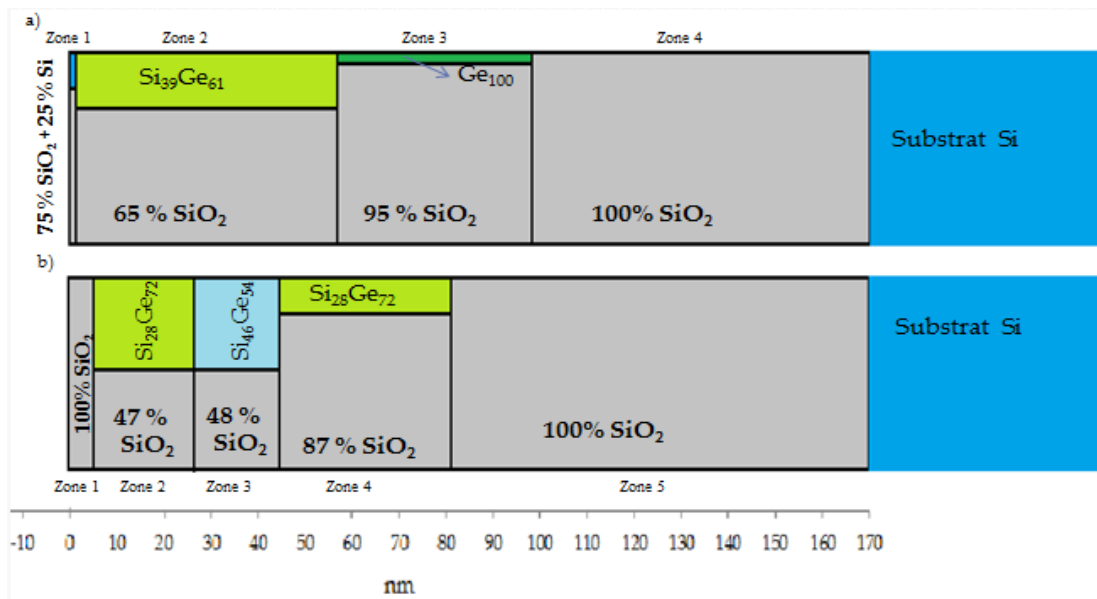 a)
Zone 1 Zone 2 Zone 3 Zone 4
75 % SiO₂ + 25 % Si
Si₃₉Ge₆₁
Ge₁₀₀
Substrat Si
65 % SiO₂
95 % SiO₂
100% SiO₂
b)
100% SiO₂
Si₂₈Ge₇₂
Si₄₆Ge₅₄
Si₂₈Ge₇₂
Substrat Si
47 %
SiO₂
48 %
SiO₂
87 % SiO₂
100% SiO₂
Zone 1 Zone 2 Zone 3 Zone 4 Zone 5
-10 0 10 20 30 40 50 60 70 80 90 100 110 120 130 140 150 160 170
nm